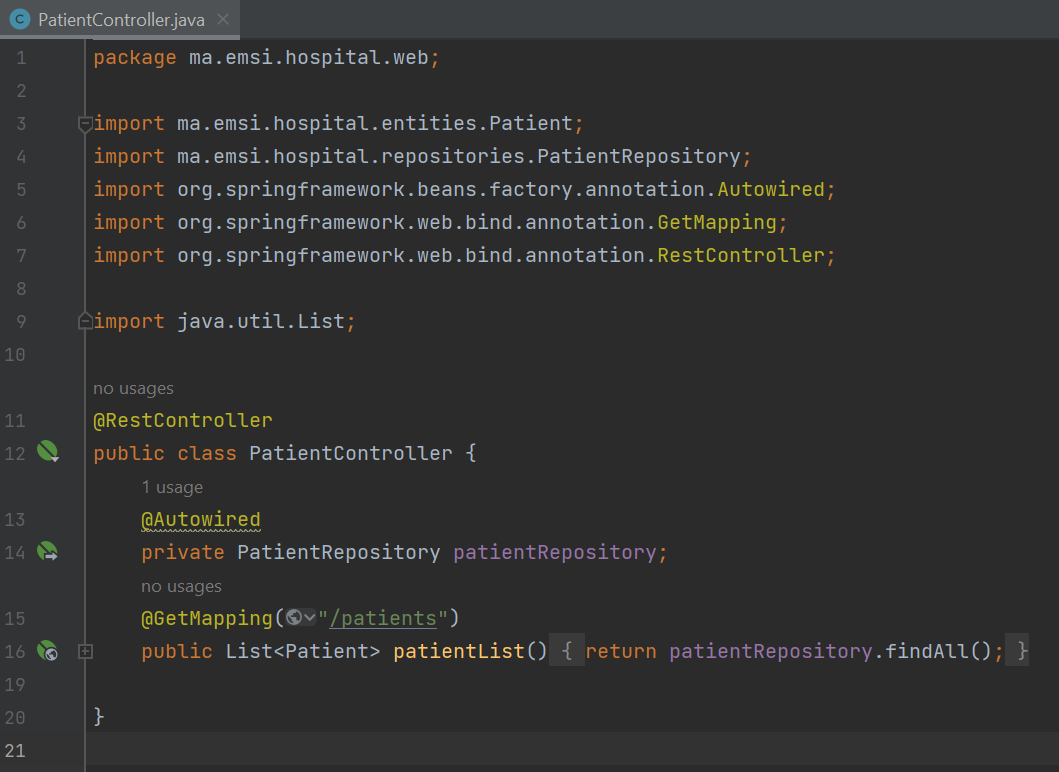 C PatientController.java
1 package ma.emsi.hospital.web;
2
3 import ma.emsi.hospital.entities.Patient;
4 import ma.emsi.hospital.repositories.PatientRepository;
5 import org.springframework.beans.factory.annotation.Autowired;
6 import org.springframework.web.bind.annotation.GetMapping;
7 import org.springframework.web.bind.annotation.RestController;
8
9 import java.util.List;
10
no usages
11 @RestController
12 public class PatientController {
1 usage
13 @Autowired
14 private PatientRepository patientRepository;
no usages
15 @GetMapping("/patients")
16 public List<Patient> patientList() { return patientRepository.findAll(); }
19
20 }
21